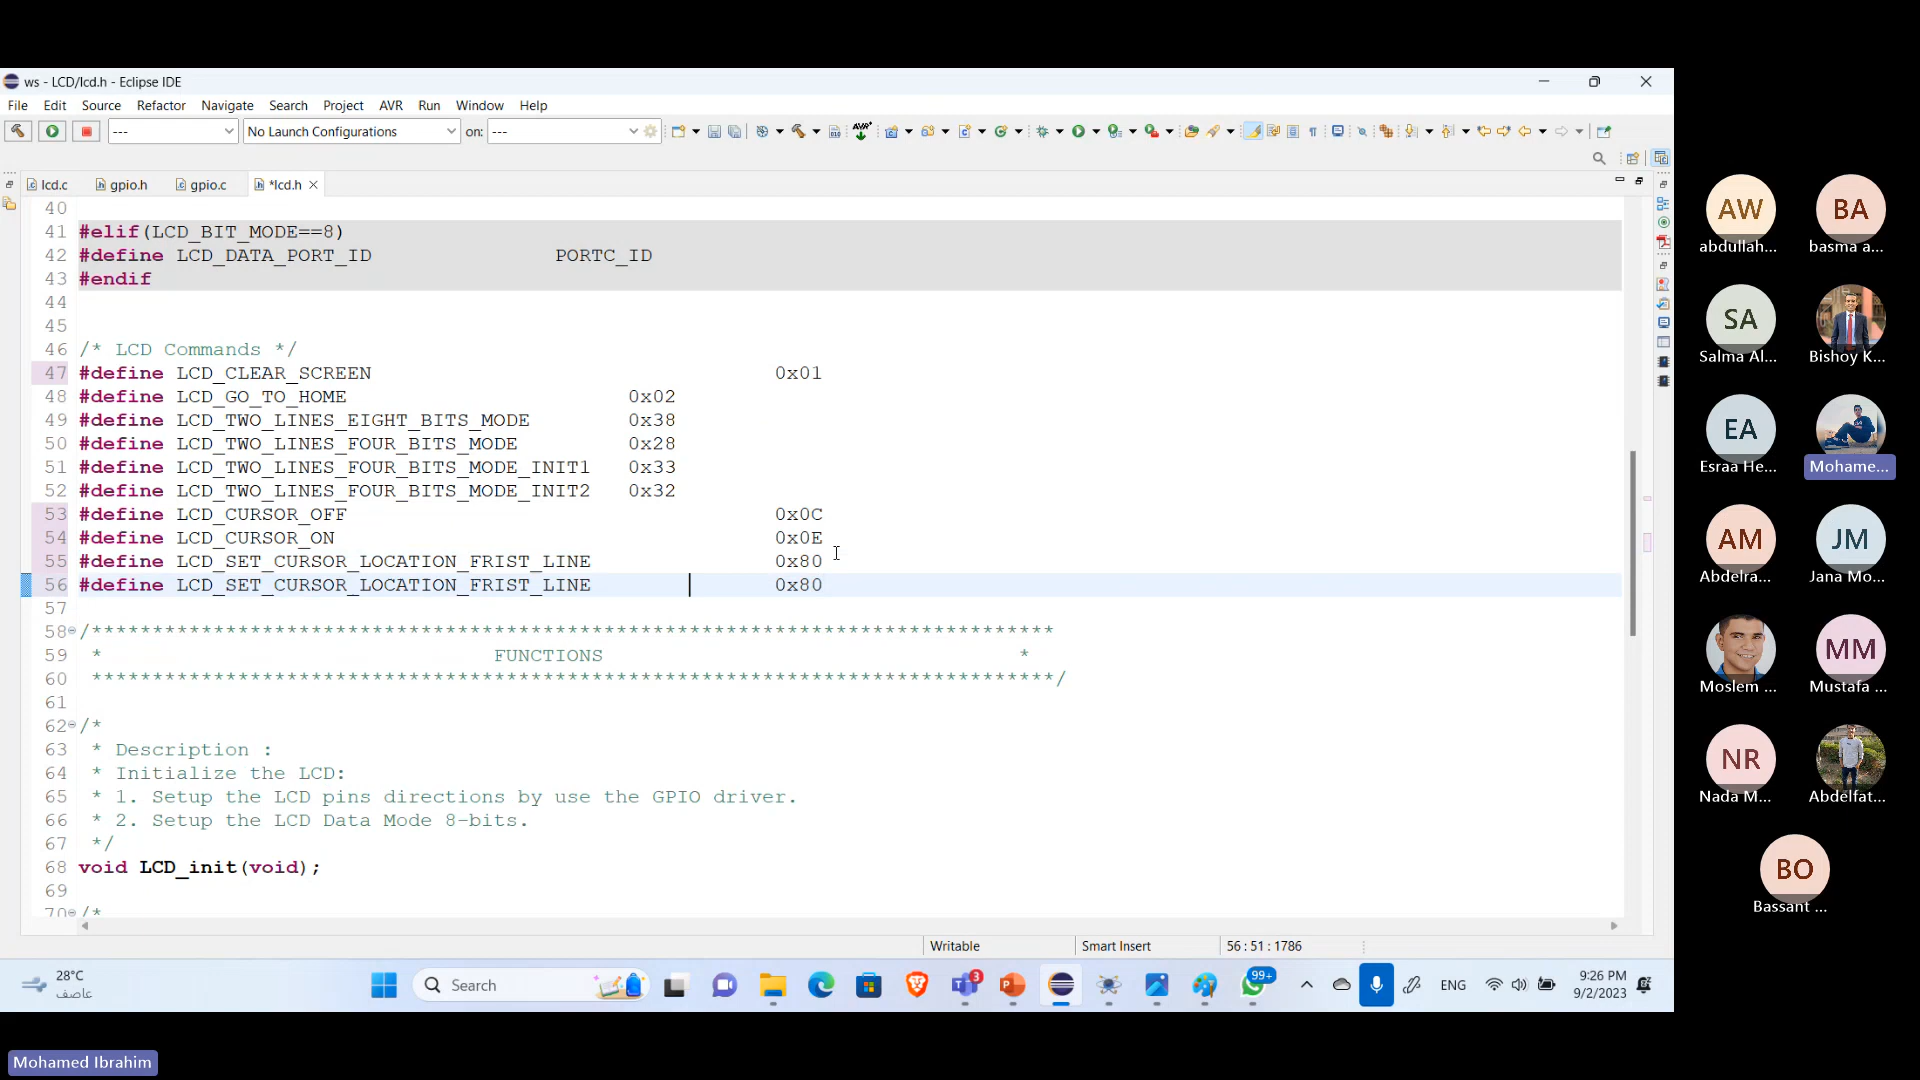 ws - LCD/lcd.h - Eclipse IDE
File Edit Source Refactor Navigate Search Project AVR Run Window Help
--- No Launch Configurations on: ---
lcd.c gpio.h gpio.c *lcd.h
40
41 #elif(LCD_BIT_MODE==8)
42 #define LCD_DATA_PORT_ID PORTC_ID
43 #endif
44
45
46 /* LCD Commands */
47 #define LCD_CLEAR_SCREEN 0x01
48 #define LCD_GO_TO_HOME 0x02
49 #define LCD_TWO_LINES_EIGHT_BITS_MODE 0x38
50 #define LCD_TWO_LINES_FOUR_BITS_MODE 0x28
51 #define LCD_TWO_LINES_FOUR_BITS_MODE_INIT1 0x33
52 #define LCD_TWO_LINES_FOUR_BITS_MODE_INIT2 0x32
53 #define LCD_CURSOR_OFF 0x0C
54 #define LCD_CURSOR_ON 0x0E
55 #define LCD_SET_CURSOR_LOCATION_FRIST_LINE 0x80
56 #define LCD_SET_CURSOR_LOCATION_FRIST_LINE 0x80
57
58 /*******************************************************************************
59 * FUNCTIONS *
60 *******************************************************************************/
61
62 /*
63 * Description :
64 * Initialize the LCD:
65 * 1. Setup the LCD pins directions by use the GPIO driver.
66 * 2. Setup the LCD Data Mode 8-bits.
67 */
68 void LCD_init(void);
69
70 /*
Writable Smart Insert 56 : 51 : 1786
28°C
عاصف
Search
3
99+
ENG
9:26 PM
9/2/2023
AW
abdullah...
BA
basma a...
SA
Salma Al...
Bishoy K...
EA
Esraa He...
Mohame...
AM
Abdelra...
JM
Jana Mo...
Moslem ...
MM
Mustafa ...
NR
Nada M...
Abdelfat...
BO
Bassant ...
Mohamed Ibrahim